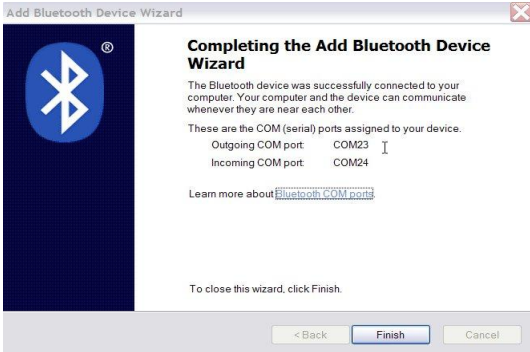 Add Bluetooth Device Wizard
®
Completing the Add Bluetooth Device
Wizard
The Bluetooth device was successfully connected to your
computer. Your computer and the device can communicate
whenever they are near each other.
These are the COM (serial) ports assigned to your device.
Outgoing COM port: COM23
Incoming COM port: COM24
Learn more about Bluetooth COM ports.
To close this wizard, click Finish.
< Back Finish Cancel